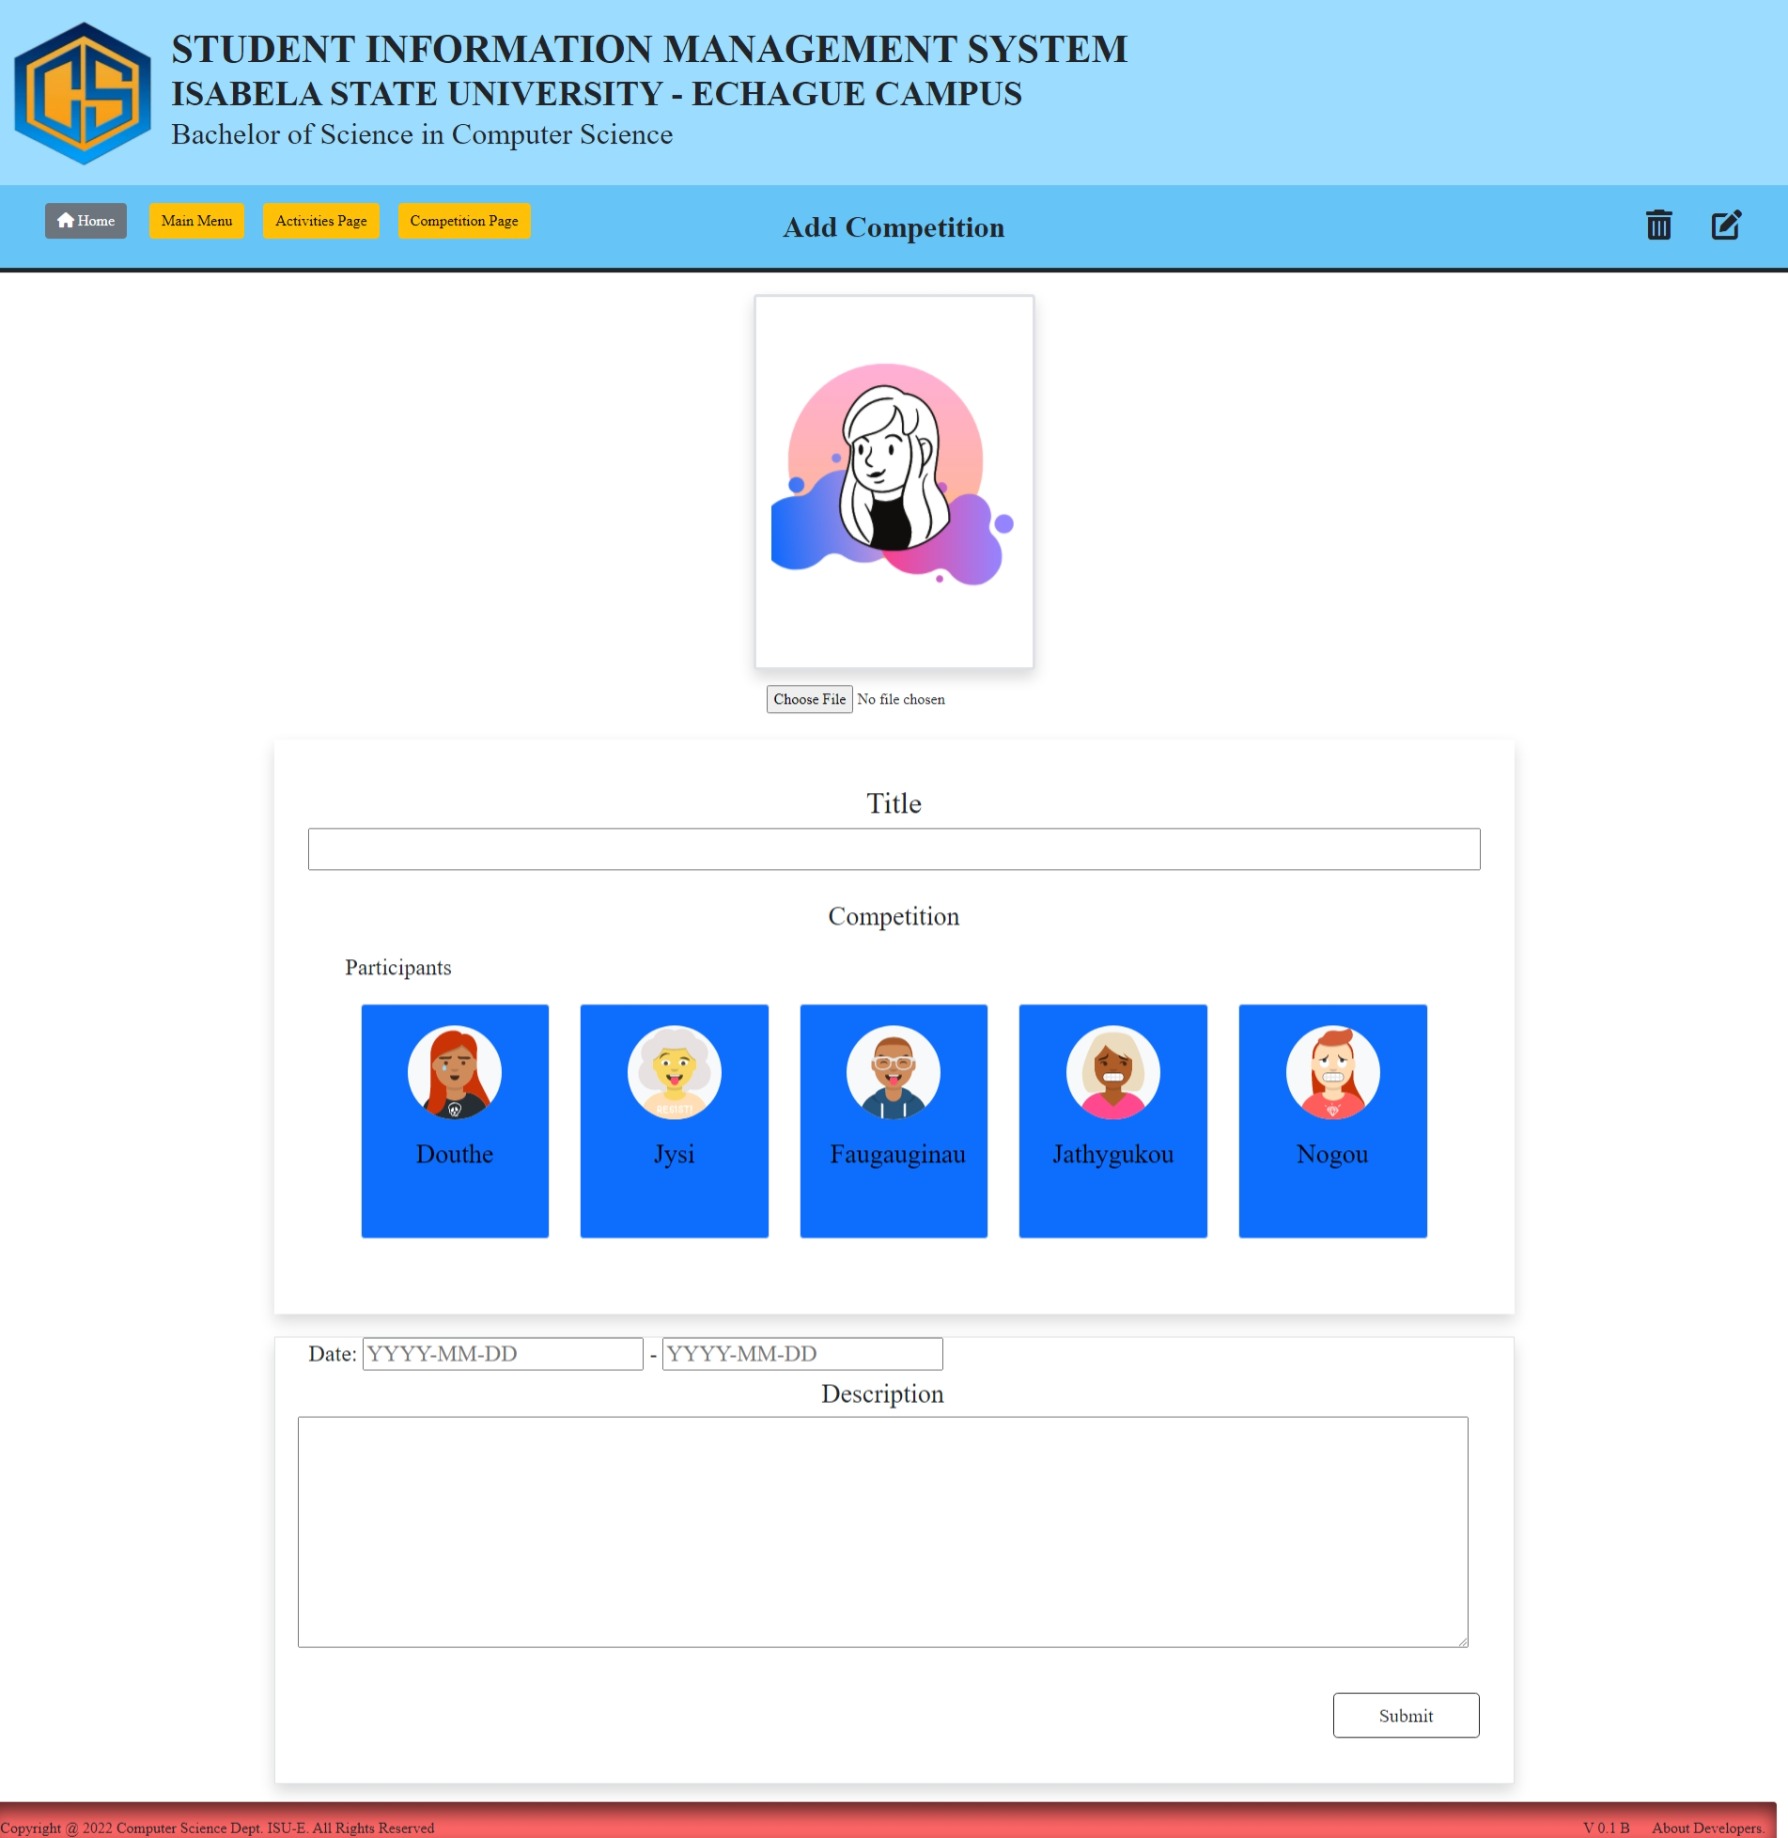 CS
STUDENT INFORMATION MANAGEMENT SYSTEM
ISABELA STATE UNIVERSITY - ECHAGUE CAMPUS
Bachelor of Science in Computer Science
Home
Main Menu
Activities Page
Competition Page
Add Competition
Choose File No file chosen
Title
Competition
Participants
Douthe
Jysi
Faugauginau
Jathygukou
Nogou
Date: YYYY-MM-DD - YYYY-MM-DD
Description
Submit
Copyright @ 2022 Computer Science Dept. ISU-E. All Rights Reserved
V 0.1 B About Developers.